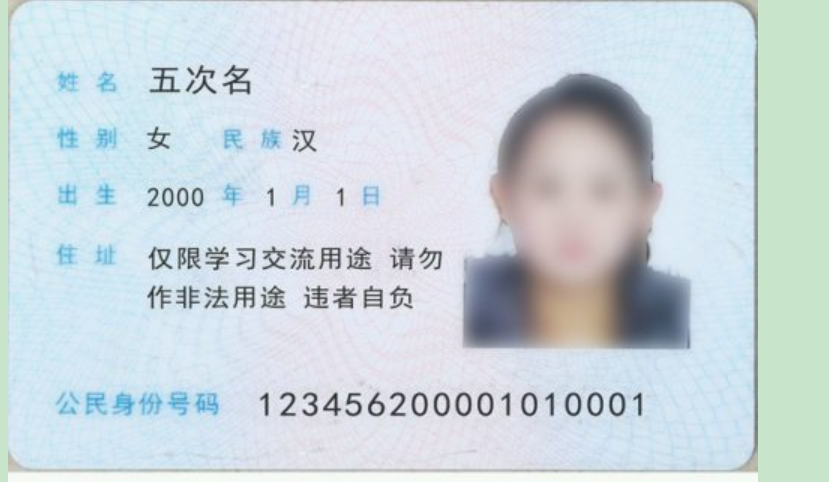 姓名 五次名
性别 女 民族 汉
出生 2000 年 1 月 1 日
住址 仅限学习交流用途 请勿
作非法用途 违者自负
公民身份号码 123456200001010001